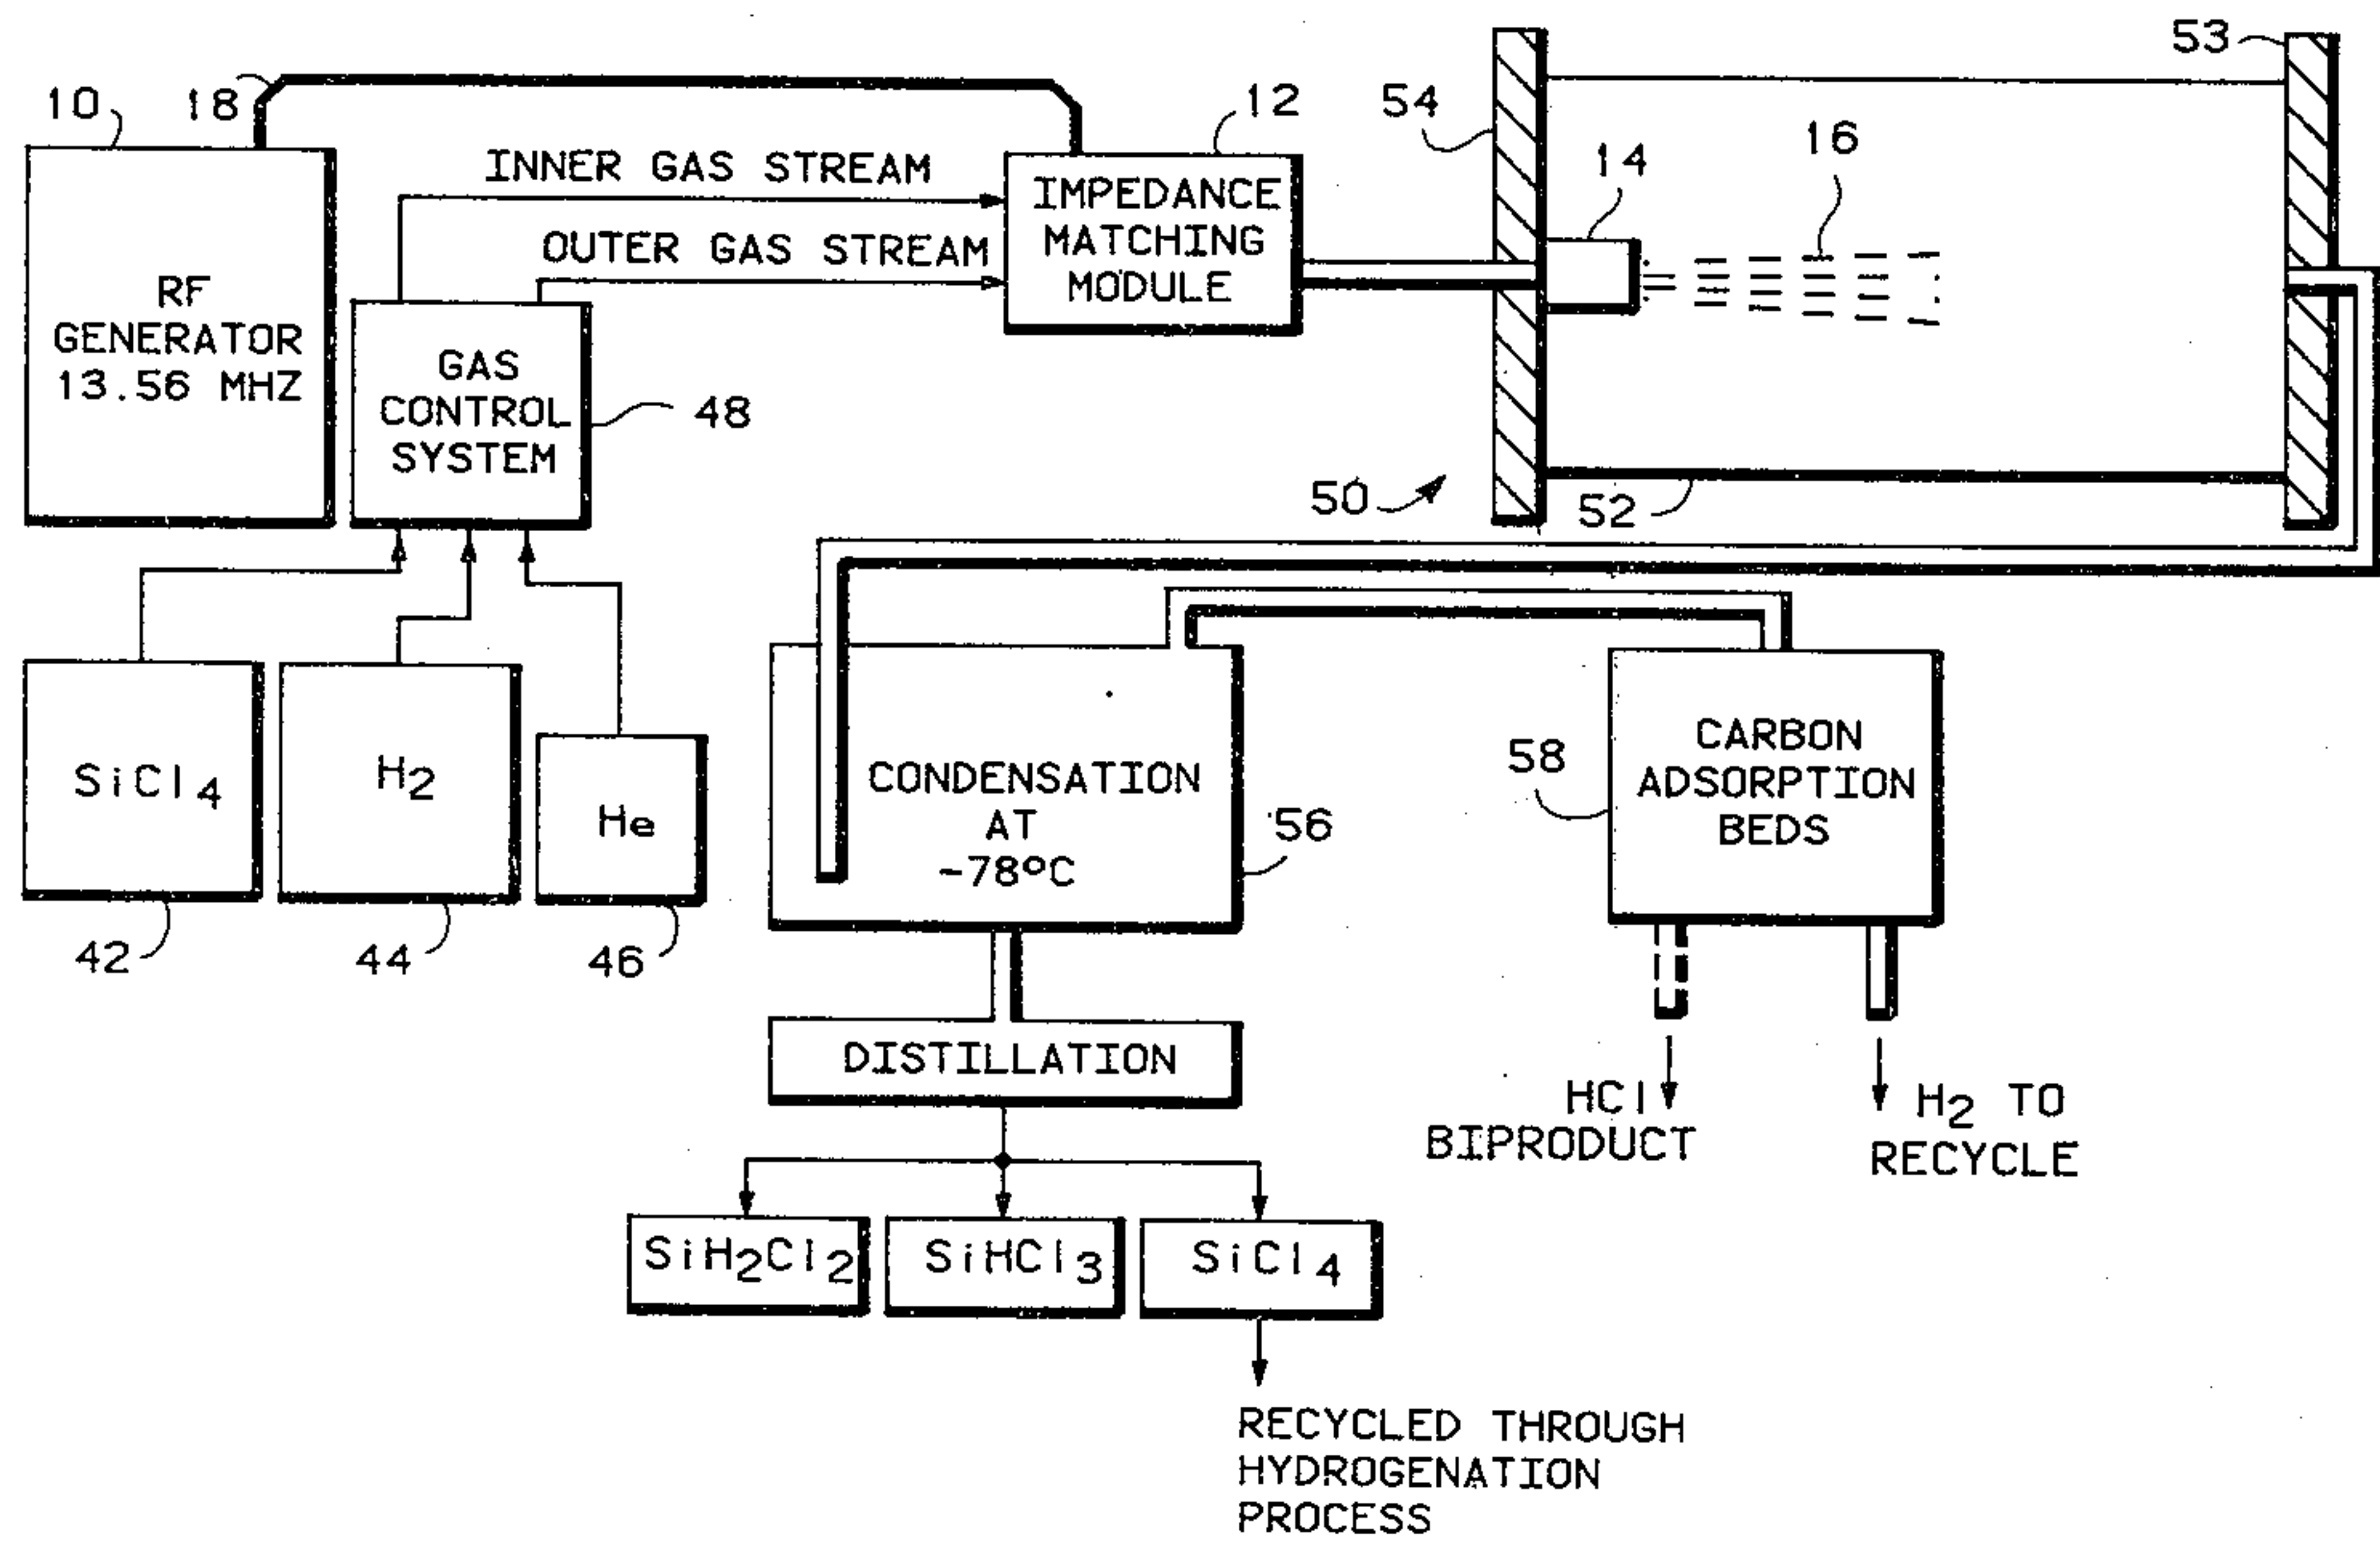 10
18
INNER GAS STREAM
OUTER GAS STREAM
12
54
53
14
16
RF
GENERATOR
13.56 MHZ
GAS
CONTROL
SYSTEM
48
IMPEDANCE
MATCHING
MODULE
50
52
SiCl4
H2
He
42
44
46
CONDENSATION
AT
-78°C
56
58
CARBON
ADSORPTION
BEDS
DISTILLATION
HCl
BIPRODUCT
H2 TO
RECYCLE
SiH2Cl2
SiHCl3
SiCl4
RECYCLED THROUGH
HYDROGENATION
PROCESS